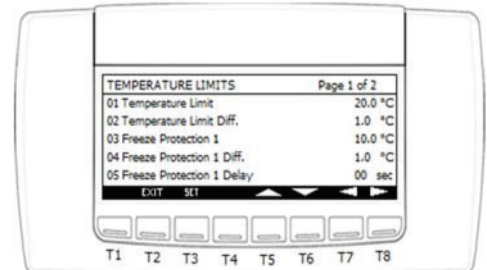 TEMPERATURE LIMITS Page 1 of 2
01 Temperature Limit 20.0 °C
02 Temperature Limit Diff. 1.0 °C
03 Freeze Protection 1 10.0 °C
04 Freeze Protection 1 Diff. 1.0 °C
05 Freeze Protection 1 Delay 00 sec
EXIT SET
T1 T2 T3 T4 T5 T6 T7 T8